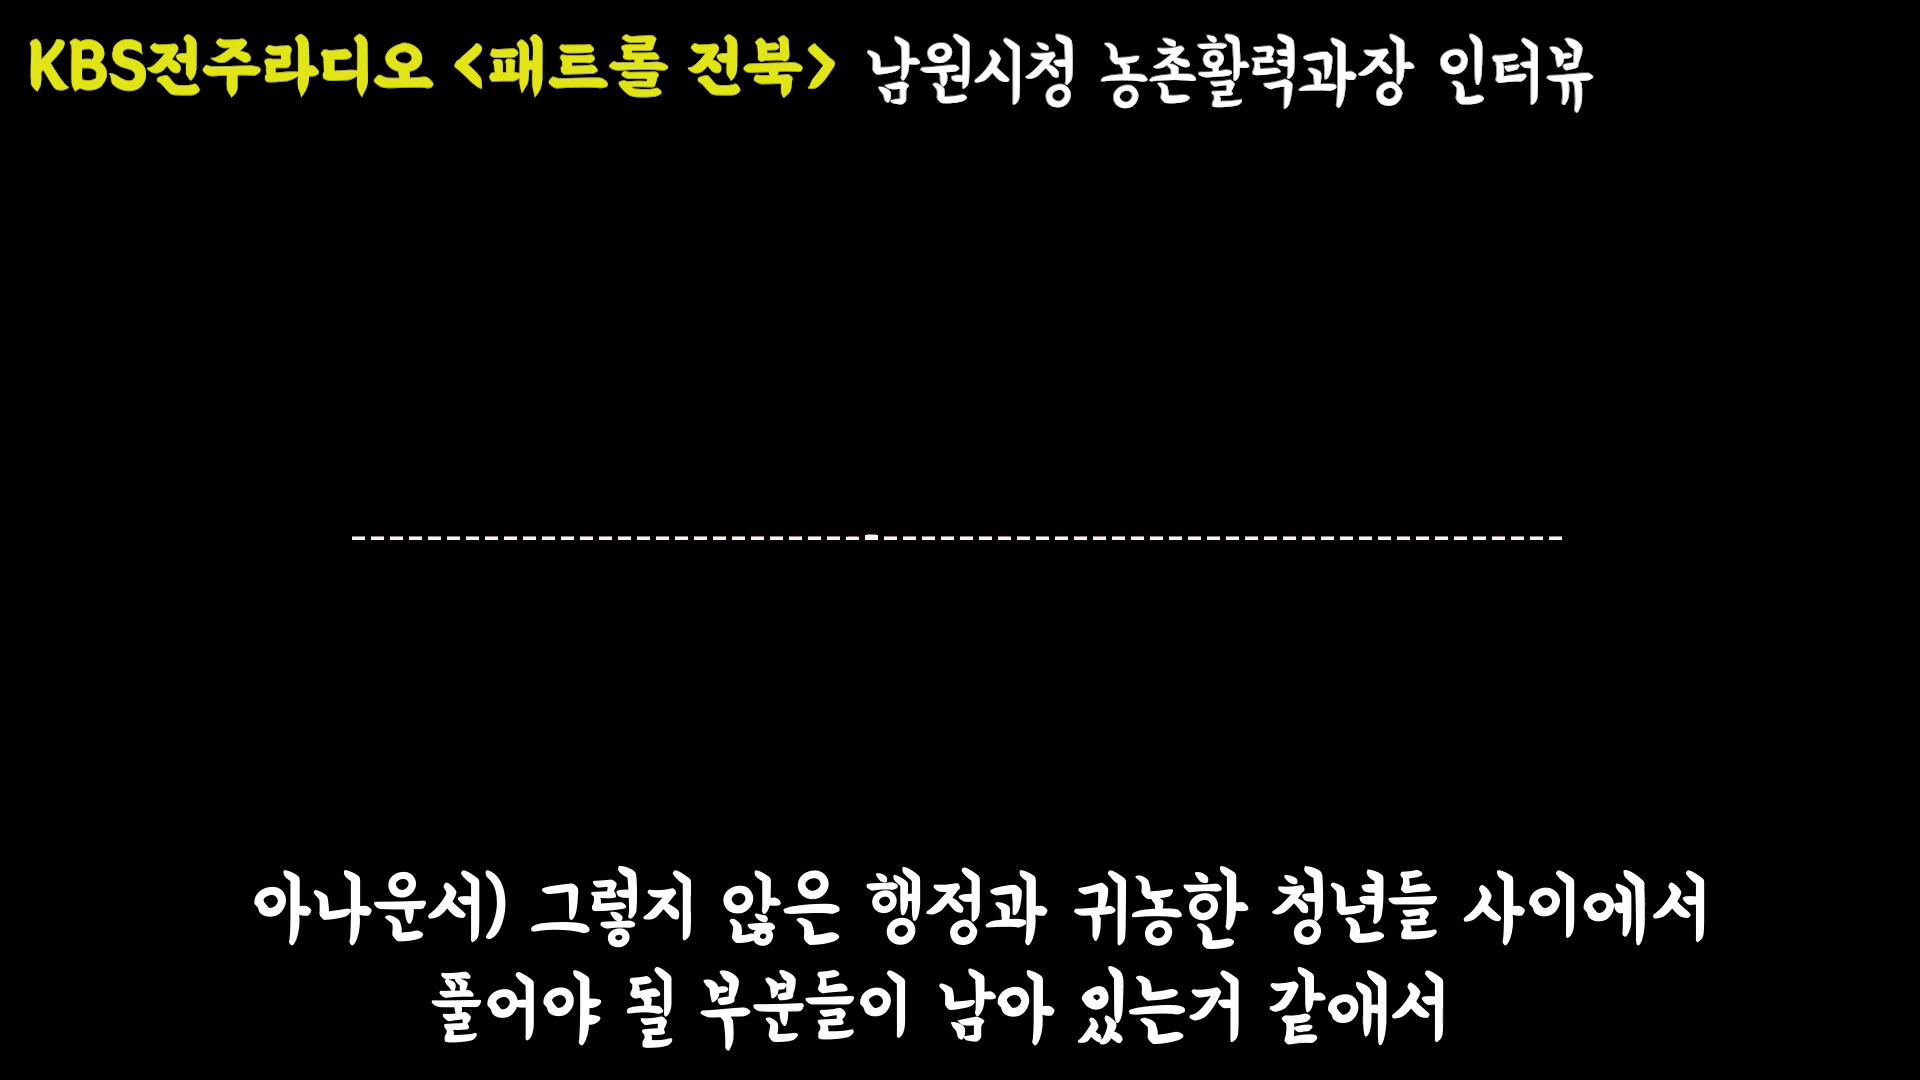 KBS전주라디오 <패트롤 전북> 남원시청 농촌활력과장 인터뷰
아나운서) 그렇지 않은 행정과 귀농한 청년들 사이에서
풀어야 될 부분들이 남아 있는거 같애서